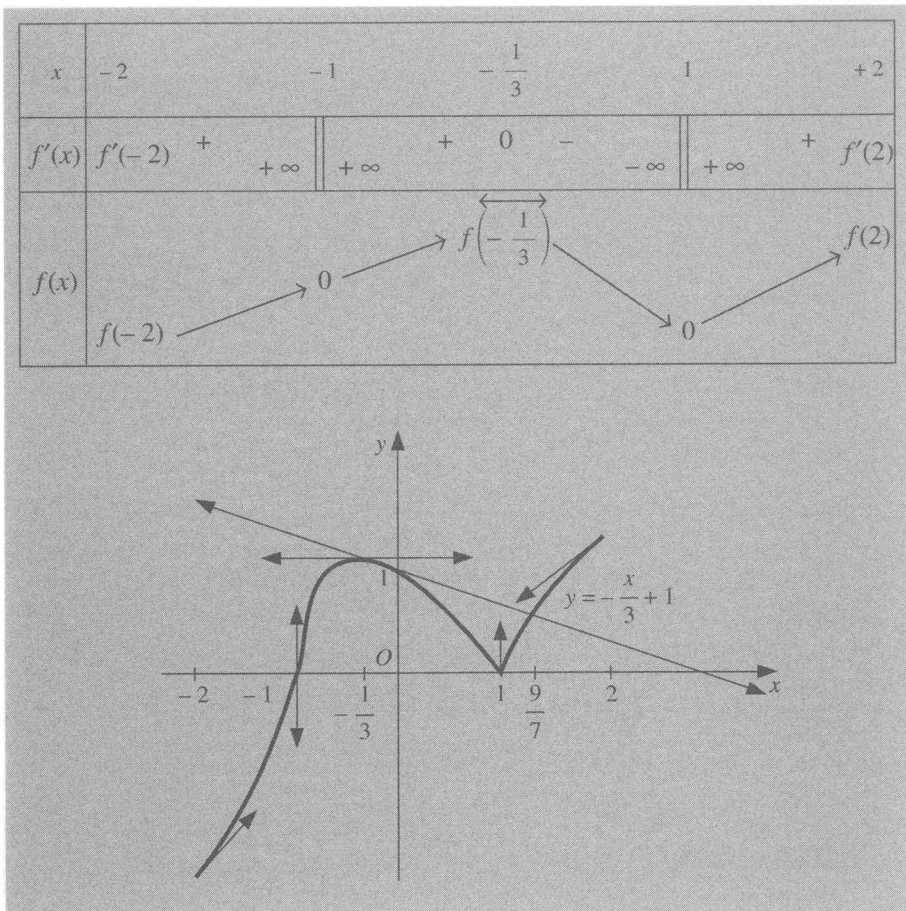 x −2 −1 −1/3 1 +2
f′(x) f′(−2) + +∞ +∞ + 0 − −∞ +∞ + f′(2)
f(x) f(−2) 0 f(−1/3) 0 f(2)
y
1
y = −x/3 + 1
O
x
−2 −1 −1/3 1 9/7 2